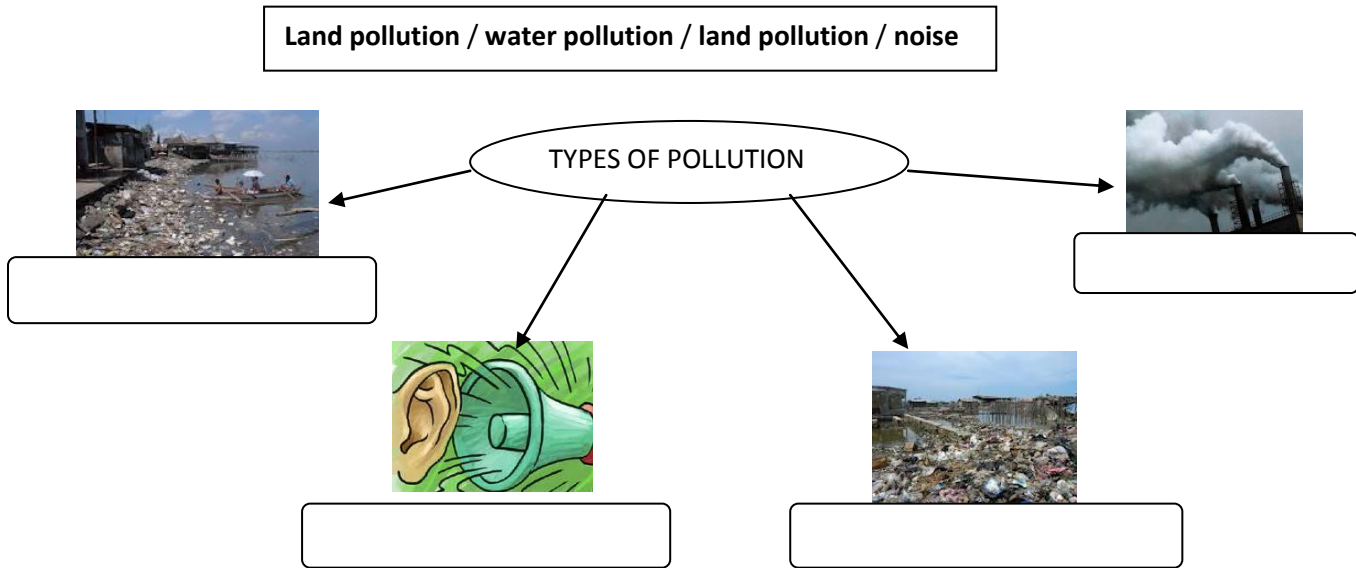 Land pollution / water pollution / land pollution / noise
TYPES OF POLLUTION